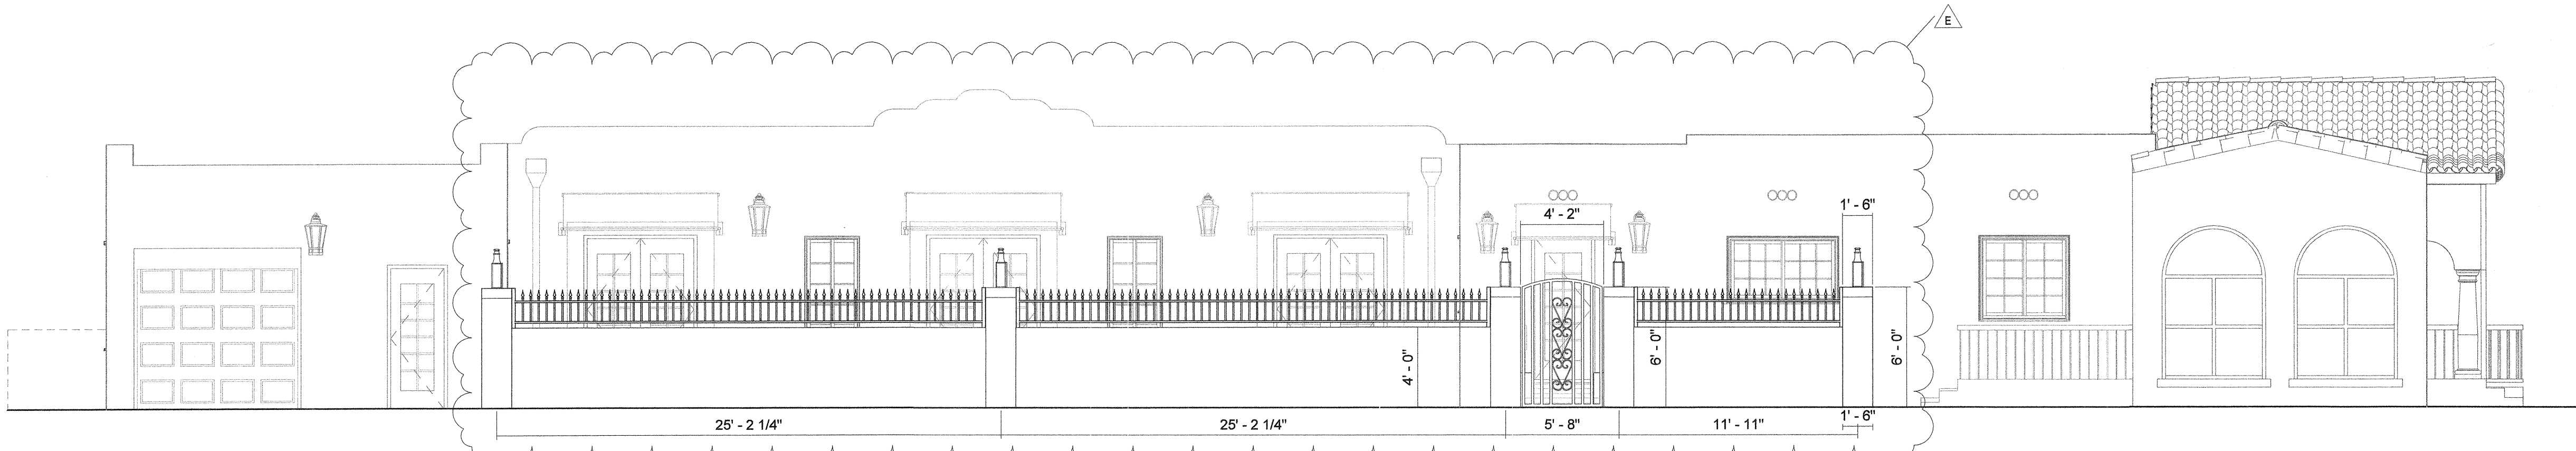 E
4' - 2"
1' - 6"
4' - 0"
6' - 0"
6' - 0"
25' - 2 1/4"
25' - 2 1/4"
5' - 8"
11' - 11"
1' - 6"